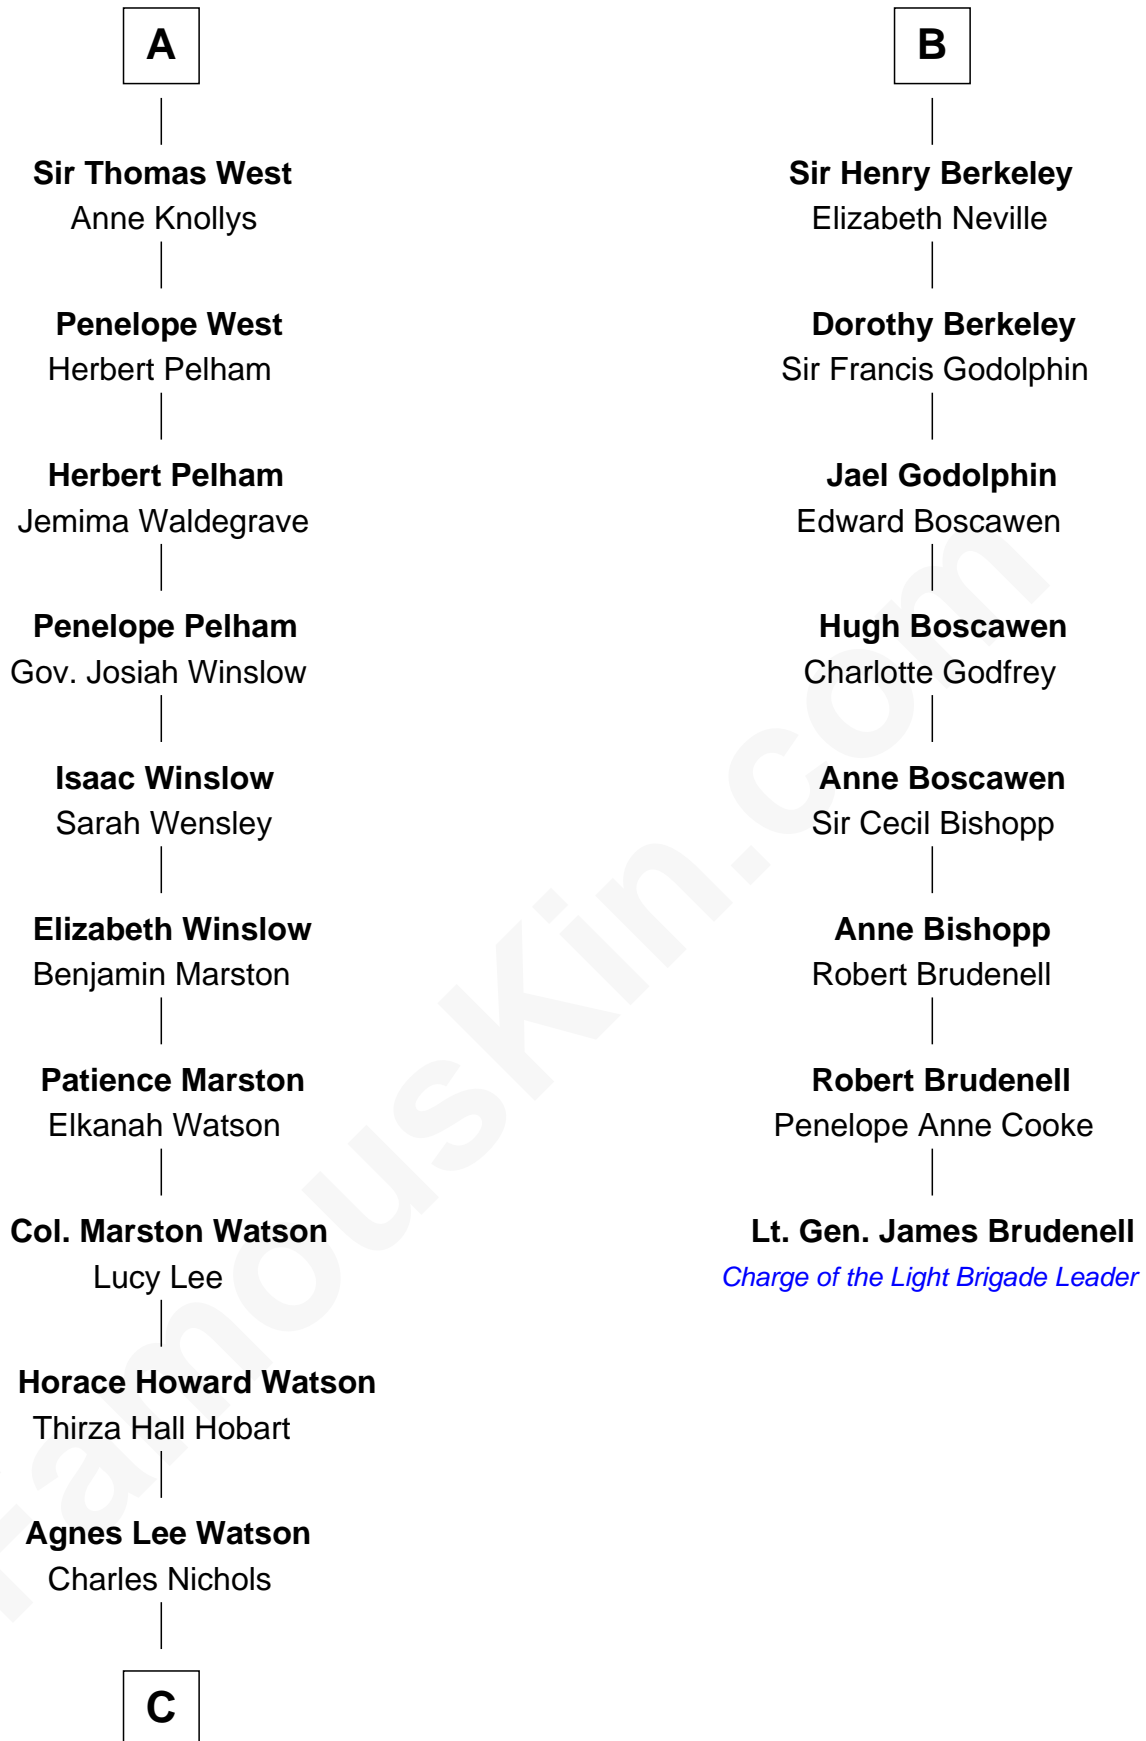 A
Sir Thomas West
Anne Knollys
Penelope West
Herbert Pelham
Herbert Pelham
Jemima Waldegrave
Penelope Pelham
Gov. Josiah Winslow
Isaac Winslow
Sarah Wensley
Elizabeth Winslow
Benjamin Marston
Patience Marston
Elkanah Watson
Col. Marston Watson
Lucy Lee
Horace Howard Watson
Thirza Hall Hobart
Agnes Lee Watson
Charles Nichols
C
B
Sir Henry Berkeley
Elizabeth Neville
Dorothy Berkeley
Sir Francis Godolphin
Jael Godolphin
Edward Boscawen
Hugh Boscawen
Charlotte Godfrey
Anne Boscawen
Sir Cecil Bishopp
Anne Bishopp
Robert Brudenell
Robert Brudenell
Penelope Anne Cooke
Lt. Gen. James Brudenell
Charge of the Light Brigade Leader
FamousKin.com